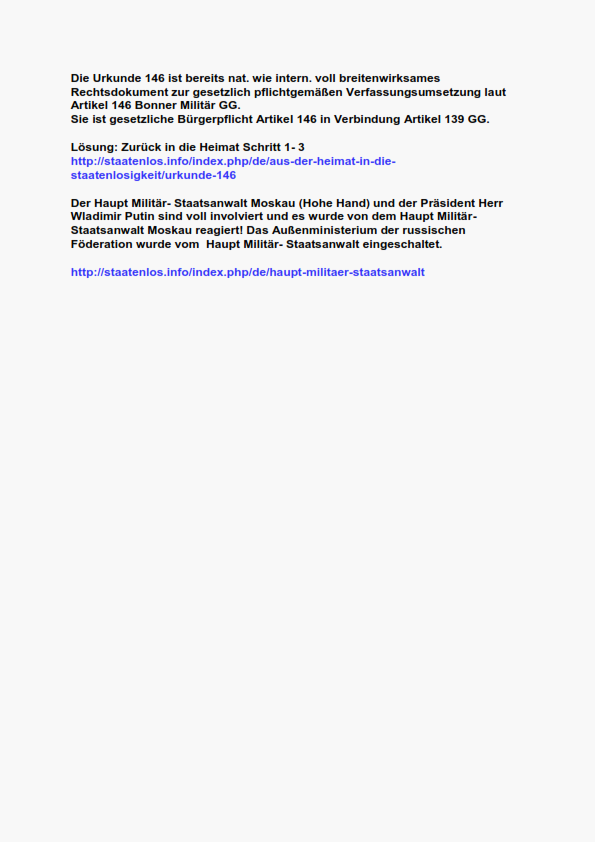 Die Urkunde 146 ist bereits nat. wie intern. voll breitenwirksames
Rechtsdokument zur gesetzlich pflichtgemäßen Verfassungsumsetzung laut
Artikel 146 Bonner Militär GG.
Sie ist gesetzliche Bürgerpflicht Artikel 146 in Verbindung Artikel 139 GG.
Lösung: Zurück in die Heimat Schritt 1- 3
http://staatenlos.info/index.php/de/aus-der-heimat-in-die-
staatenlosigkeit/urkunde-146
Der Haupt Militär- Staatsanwalt Moskau (Hohe Hand) und der Präsident Herr
Wladimir Putin sind voll involviert und es wurde von dem Haupt Militär-
Staatsanwalt Moskau reagiert! Das Außenministerium der russischen
Föderation wurde vom  Haupt Militär- Staatsanwalt eingeschaltet.
http://staatenlos.info/index.php/de/haupt-militaer-staatsanwalt